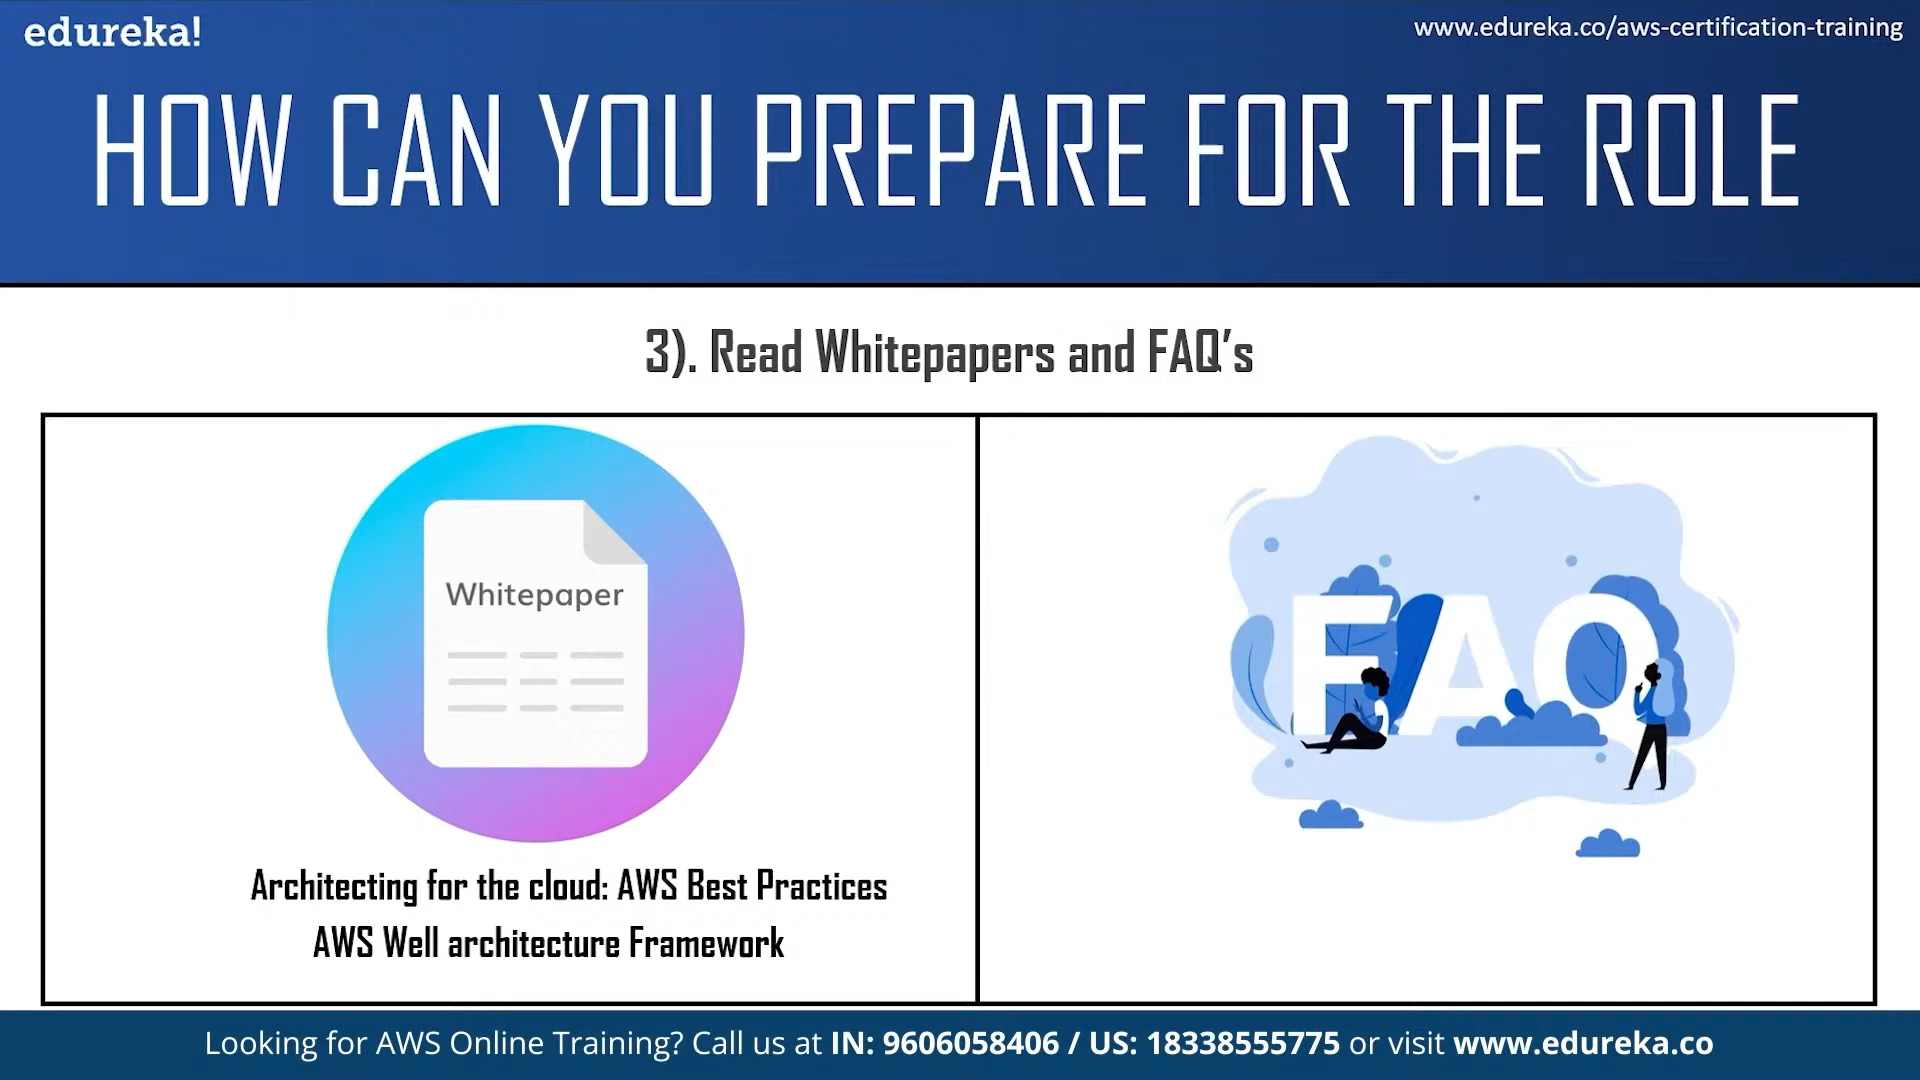 edureka!
www.edureka.co/aws-certification-training
HOW CAN YOU PREPARE FOR THE ROLE
3). Read Whitepapers and FAQ's
Whitepaper
FAQ
Architecting for the cloud: AWS Best Practices
AWS Well architecture Framework
Looking for AWS Online Training? Call us at IN: 9606058406 / US: 18338555775 or visit www.edureka.co